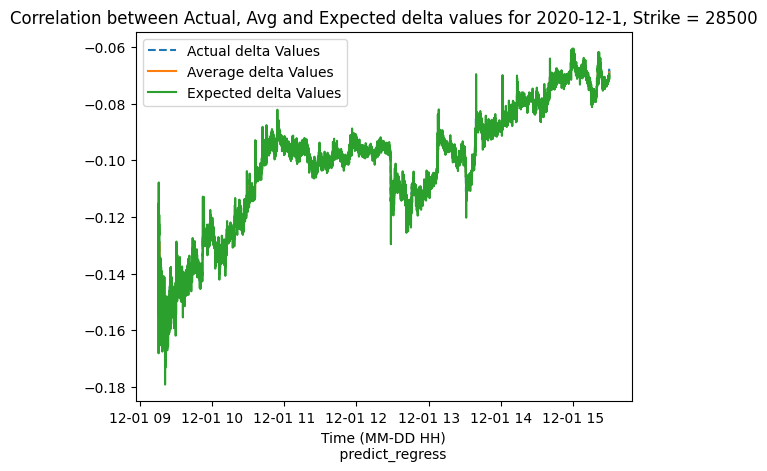 Correlation between Actual, Avg and Expected delta values for 2020-12-1, Strike = 28500
Actual delta Values
Average delta Values
Expected delta Values
−0.06
−0.08
−0.10
−0.12
−0.14
−0.16
−0.18
12-01 09 12-01 10 12-01 11 12-01 12 12-01 13 12-01 14 12-01 15
Time (MM-DD HH)
predict_regress